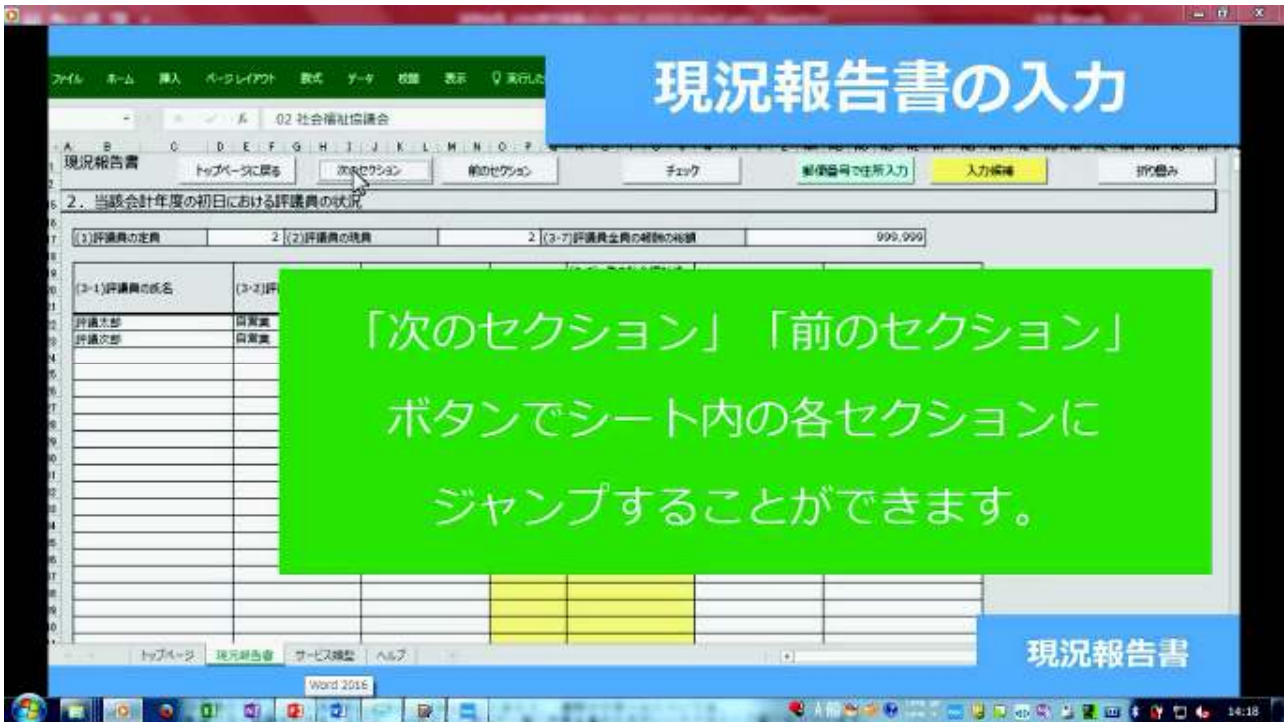 現況報告書の入力
ファイル ホーム 挿入 ページレイアウト 数式 データ 校閲 表示
02 社会福祉協議会
現況報告書 トップページに戻る 次のセクション 前のセクション チェック 郵便番号で住所入力 入力候補 折り畳み
2．当該会計年度の初日における評議員の状況
(1)評議員の定員 2 (2)評議員の現員 2 (3-7)評議員全員の報酬の総額 999,999
(3-1)評議員の氏名
評議太郎 自営業
評議次郎 自営業
「次のセクション」「前のセクション」
ボタンでシート内の各セクションに
ジャンプすることができます。
トップページ 現況報告書 サービス類型 ヘルプ
現況報告書
Word 2016
14:18